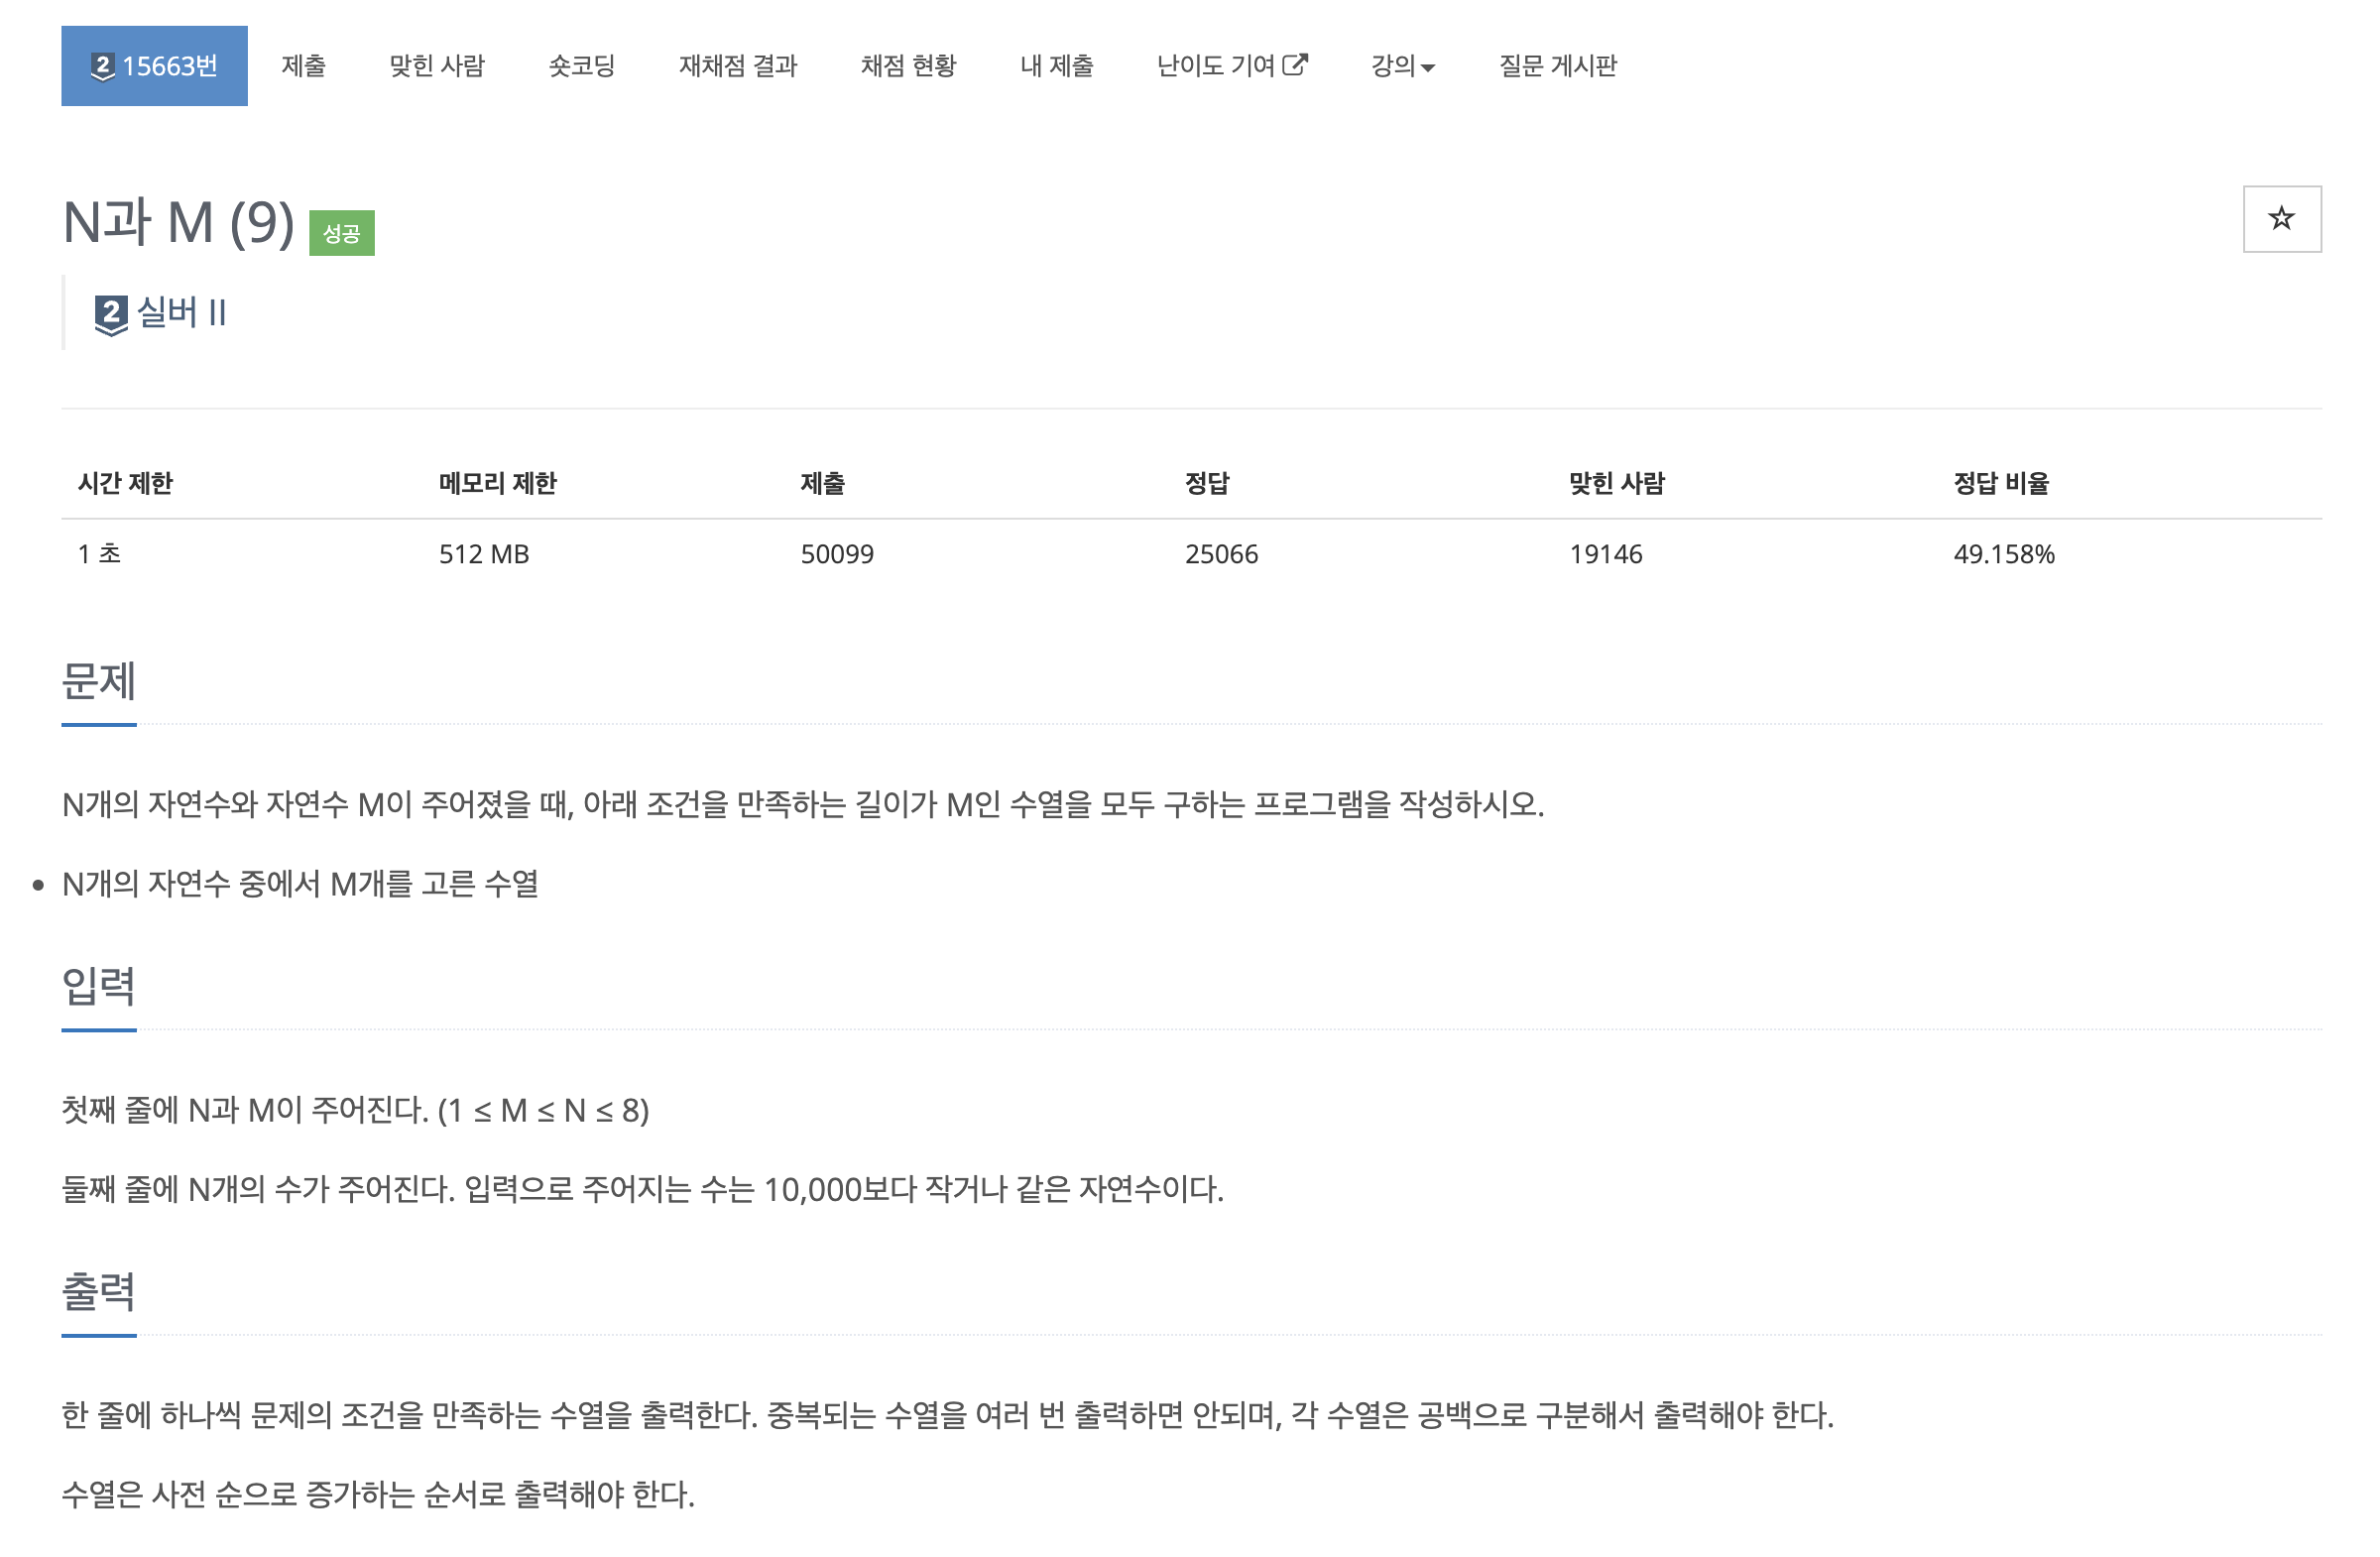 2 15663번 제출 맞힌 사람 숏코딩 재채점 결과 채점 현황 내 제출 난이도 기여 강의 질문 게시판
N과 M (9) 성공
2 실버 II
시간 제한 메모리 제한 제출 정답 맞힌 사람 정답 비율
1 초 512 MB 50099 25066 19146 49.158%
문제
N개의 자연수와 자연수 M이 주어졌을 때, 아래 조건을 만족하는 길이가 M인 수열을 모두 구하는 프로그램을 작성하시오.
• N개의 자연수 중에서 M개를 고른 수열
입력
첫째 줄에 N과 M이 주어진다. (1 ≤ M ≤ N ≤ 8)
둘째 줄에 N개의 수가 주어진다. 입력으로 주어지는 수는 10,000보다 작거나 같은 자연수이다.
출력
한 줄에 하나씩 문제의 조건을 만족하는 수열을 출력한다. 중복되는 수열을 여러 번 출력하면 안되며, 각 수열은 공백으로 구분해서 출력해야 한다.
수열은 사전 순으로 증가하는 순서로 출력해야 한다.